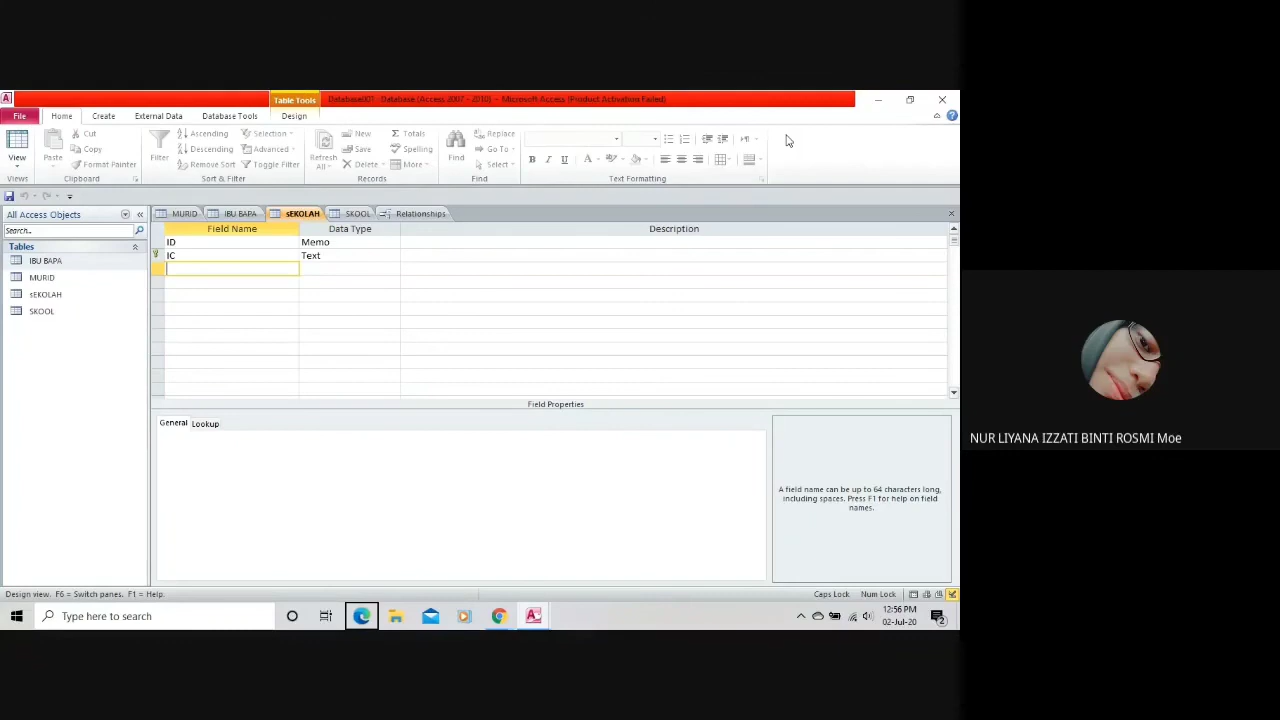 Table Tools
Database001 : Database (Access 2007 - 2010) - Microsoft Access (Product Activation Failed)
File Home Create External Data Database Tools Design
View
Views
Paste
Cut
Copy
Format Painter
Clipboard
Filter
Ascending
Descending
Remove Sort
Selection
Advanced
Toggle Filter
Sort & Filter
Refresh
All
New
Save
Delete
Totals
Spelling
More
Records
Find
Replace
Go To
Select
Find
B I U
Text Formatting
All Access Objects
Search...
Tables
IBU BAPA
MURID
sEKOLAH
SKOOL
MURID IBU BAPA sEKOLAH SKOOL Relationships
Field Name Data Type Description
ID Memo
IC Text
Field Properties
General Lookup
A field name can be up to 64 characters long,
including spaces. Press F1 for help on field
names.
Design view. F6 = Switch panes. F1 = Help.
Caps Lock Num Lock
Type here to search
12:56 PM
02-Jul-20
2
NUR LIYANA IZZATI BINTI ROSMI Moe